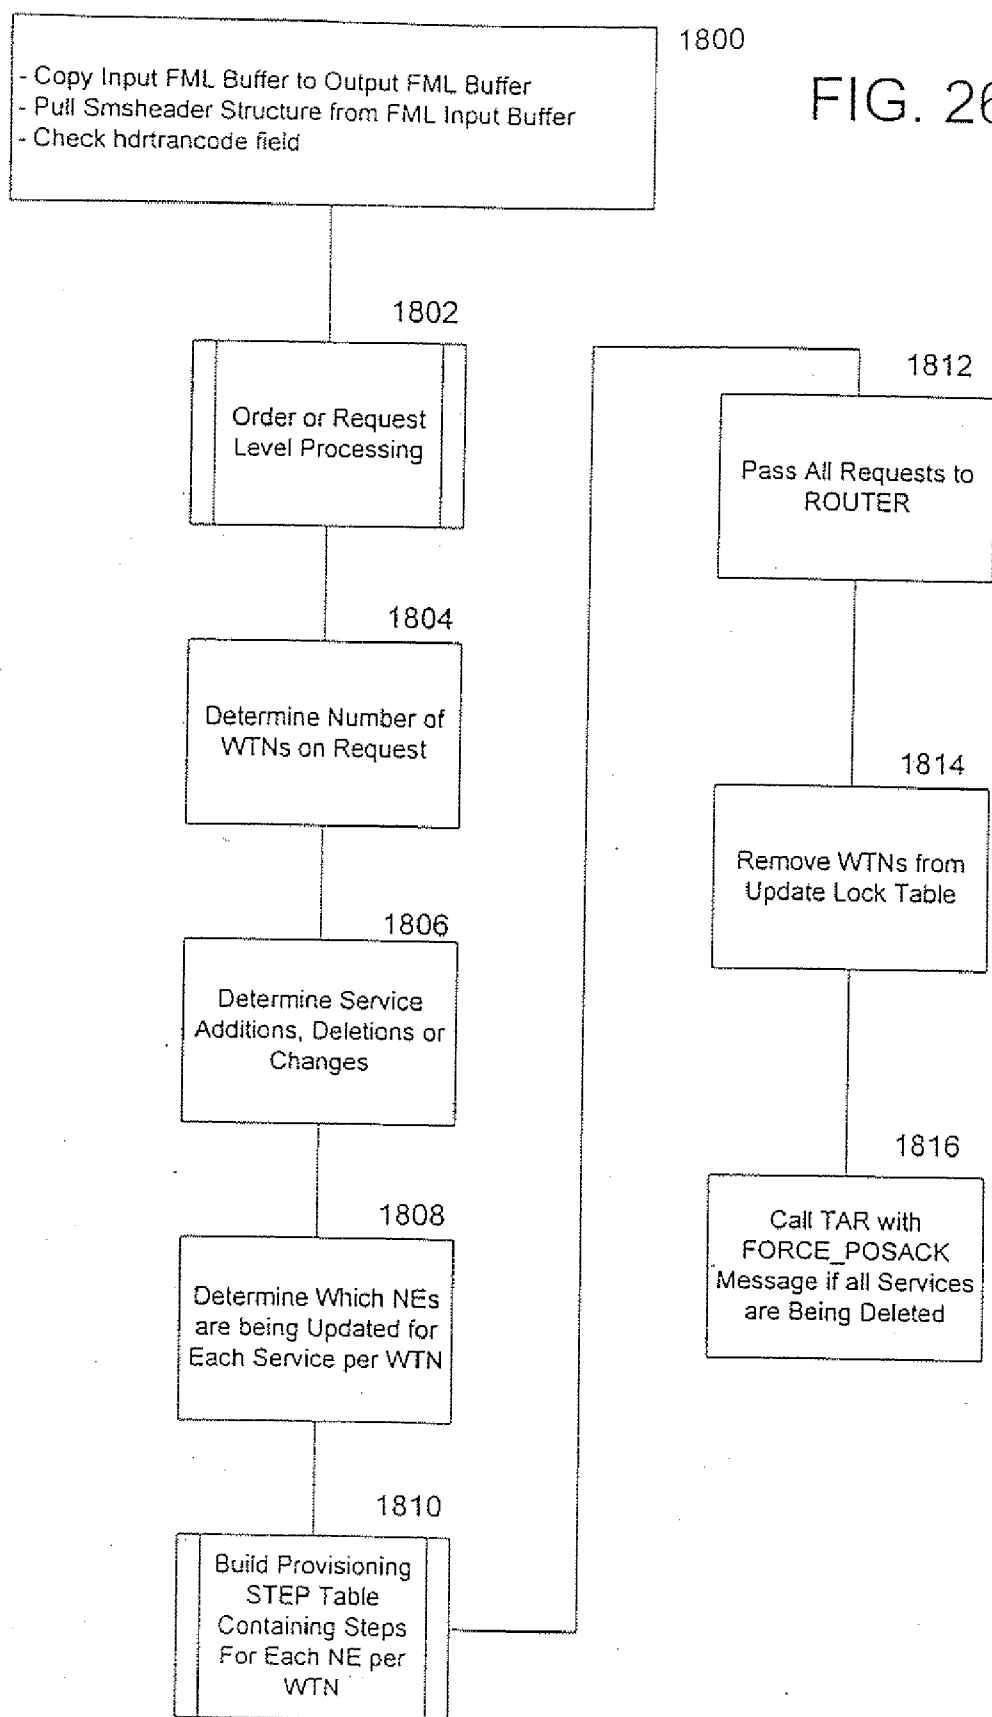 1800
FIG. 26
- Copy Input FML Buffer to Output FML Buffer
- Pull Smsheader Structure from FML Input Buffer
- Check hdrtrancode field
1802
Order or Request
Level Processing
1804
Determine Number of
WTNs on Request
1806
Determine Service
Additions, Deletions or
Changes
1808
Determine Which NEs
are being Updated for
Each Service per WTN
1810
Build Provisioning
STEP Table
Containing Steps
For Each NE per
WTN
1812
Pass All Requests to
ROUTER
1814
Remove WTNs from
Update Lock Table
1816
Call TAR with
FORCE_POSACK
Message if all Services
are Being Deleted